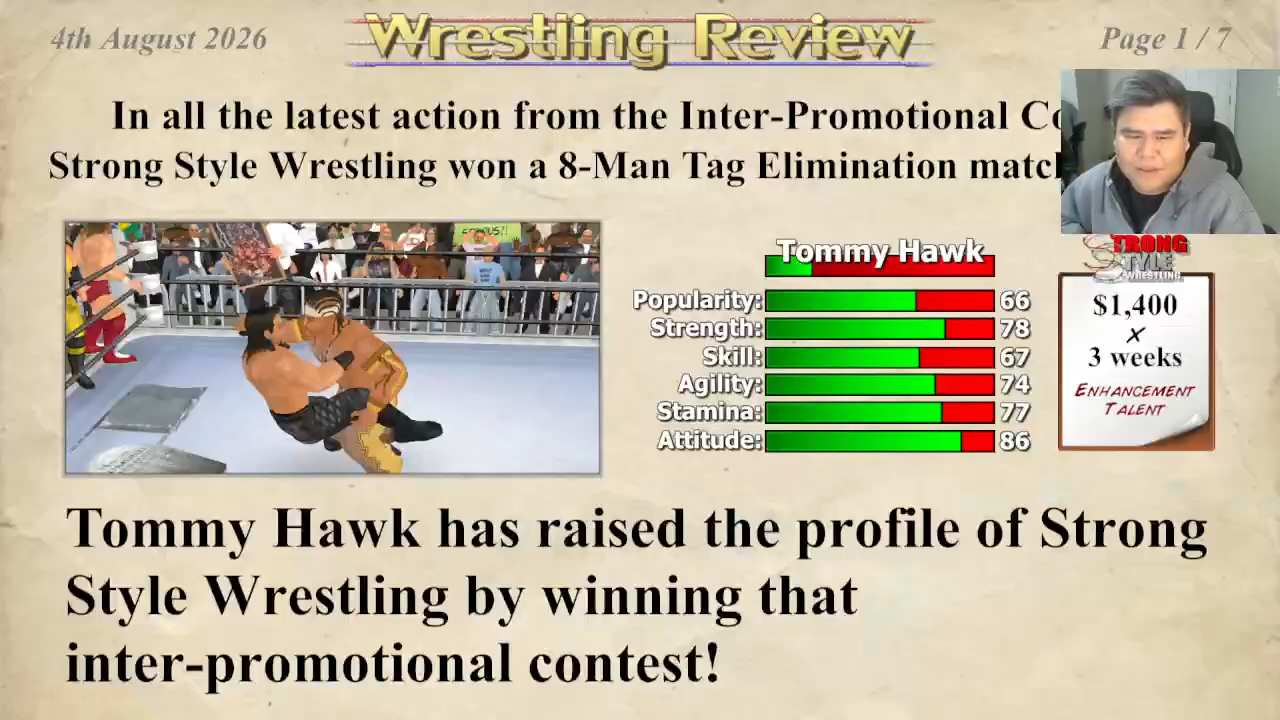 4th August 2026
Wrestling Review
Page 1 / 7
In all the latest action from the Inter-Promotional
Strong Style Wrestling won a 8-Man Tag Elimination match
Tommy Hawk
Popularity: 66
Strength: 78
Skill: 67
Agility: 74
Stamina: 77
Attitude: 86
STRONG
STYLE
WRESTLING
$1,400
x
3 weeks
ENHANCEMENT
TALENT
Tommy Hawk has raised the profile of Strong
Style Wrestling by winning that
inter-promotional contest!